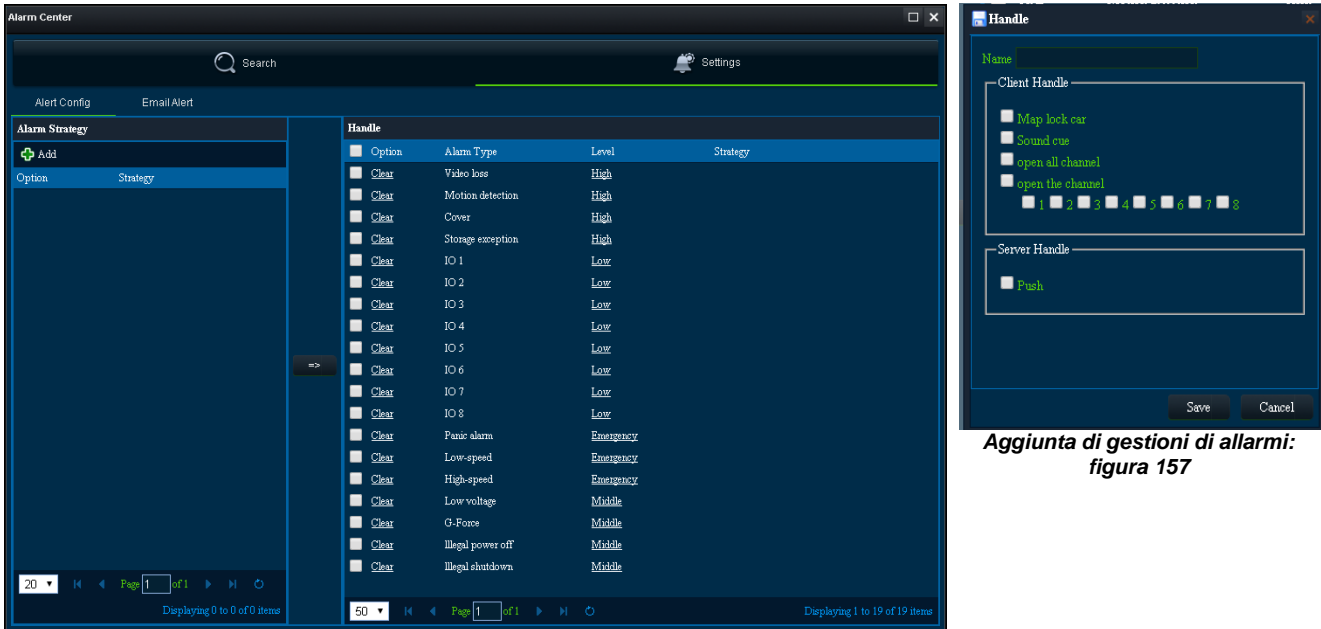 Alarm Center
Search
Settings
Alert Config Email Alert
Alarm Strategy
Add
Option Strategy
20 Page 1 of 1
Displaying 0 to 0 of 0 items
=>
Handle
Option Alarm Type Level Strategy
Clear Video loss High
Clear Motion detection High
Clear Cover High
Clear Storage exception High
Clear IO 1 Low
Clear IO 2 Low
Clear IO 3 Low
Clear IO 4 Low
Clear IO 5 Low
Clear IO 6 Low
Clear IO 7 Low
Clear IO 8 Low
Clear Panic alarm Emergency
Clear Low-speed Emergency
Clear High-speed Emergency
Clear Low voltage Middle
Clear G-Force Middle
Clear Illegal power off Middle
Clear Illegal shutdown Middle
50 Page 1 of 1
Displaying 1 to 19 of 19 items
Handle
Name
Client Handle
Map lock car
Sound cue
open all channel
open the channel
1 2 3 4 5 6 7 8
Server Handle
Push
Save Cancel
Aggiunta di gestioni di allarmi:
figura 157